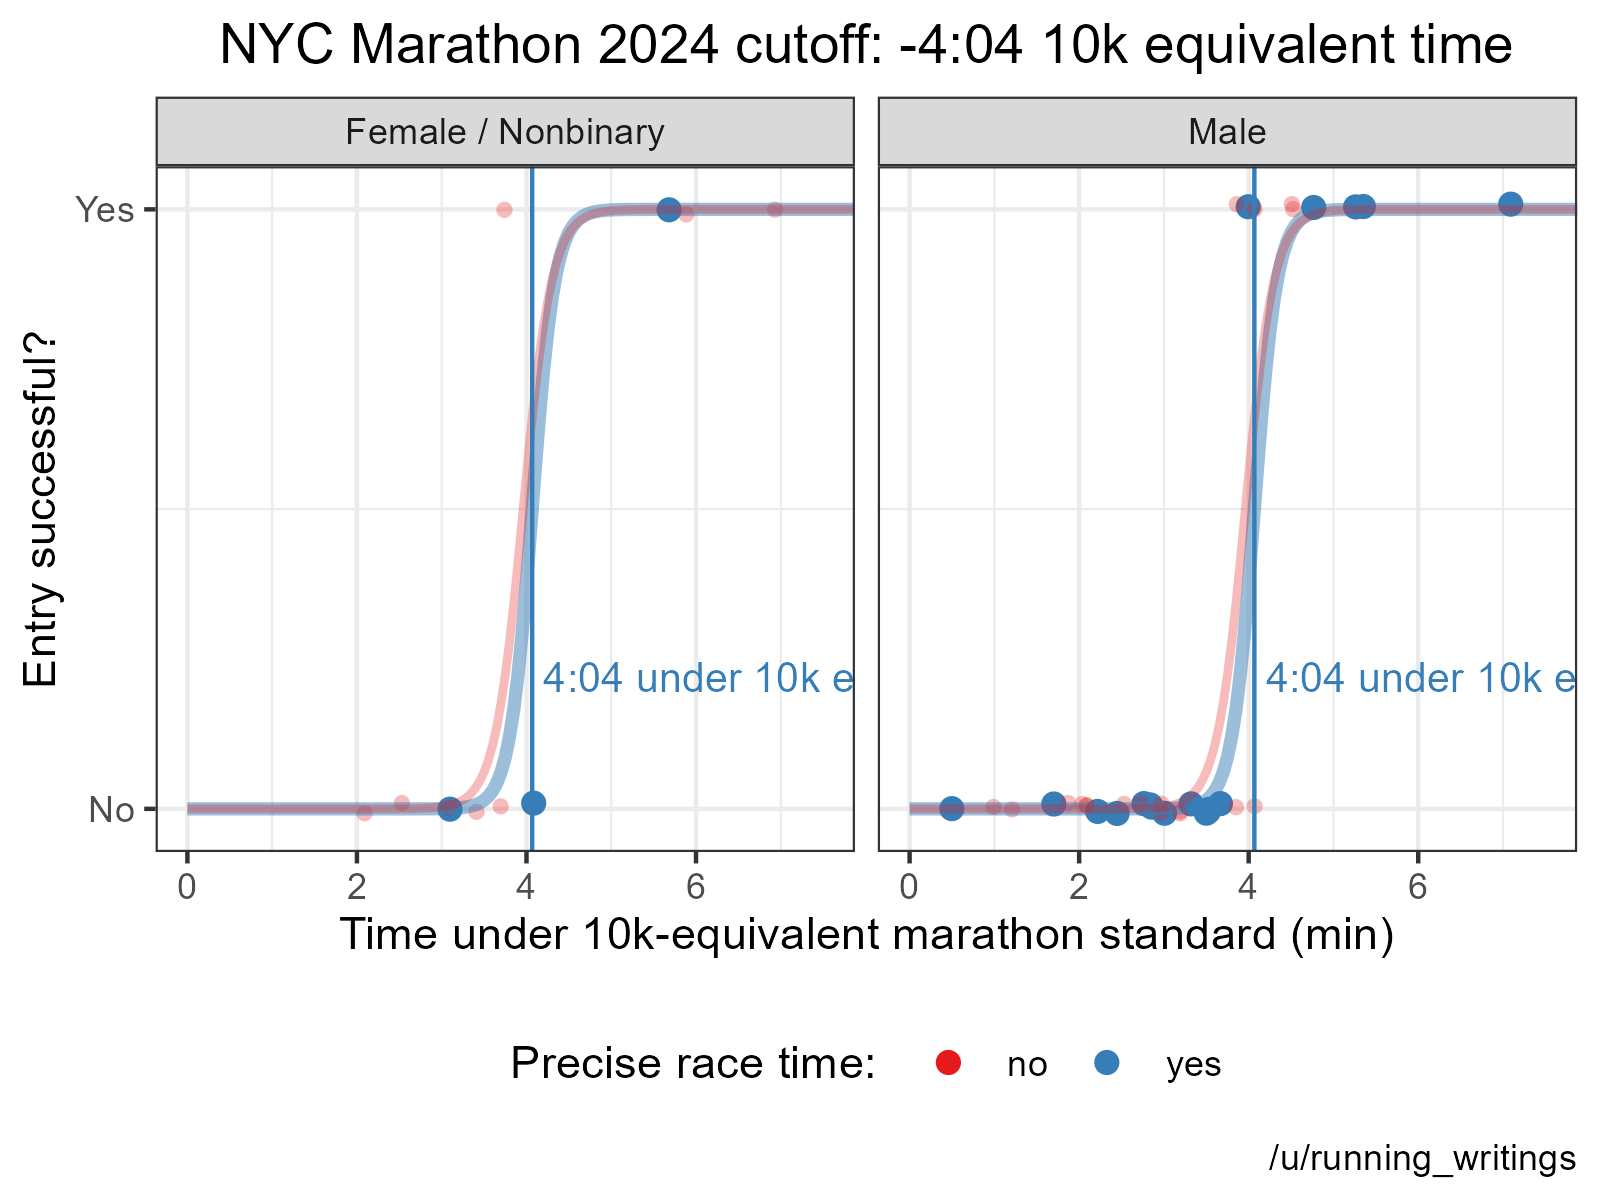 NYC Marathon 2024 cutoff: -4:04 10k equivalent time
Female / Nonbinary
Male
Entry successful?
Yes
No
4:04 under 10k e
4:04 under 10k e
0 2 4 6
0 2 4 6
Time under 10k-equivalent marathon standard (min)
Precise race time: no yes
/u/running_writings